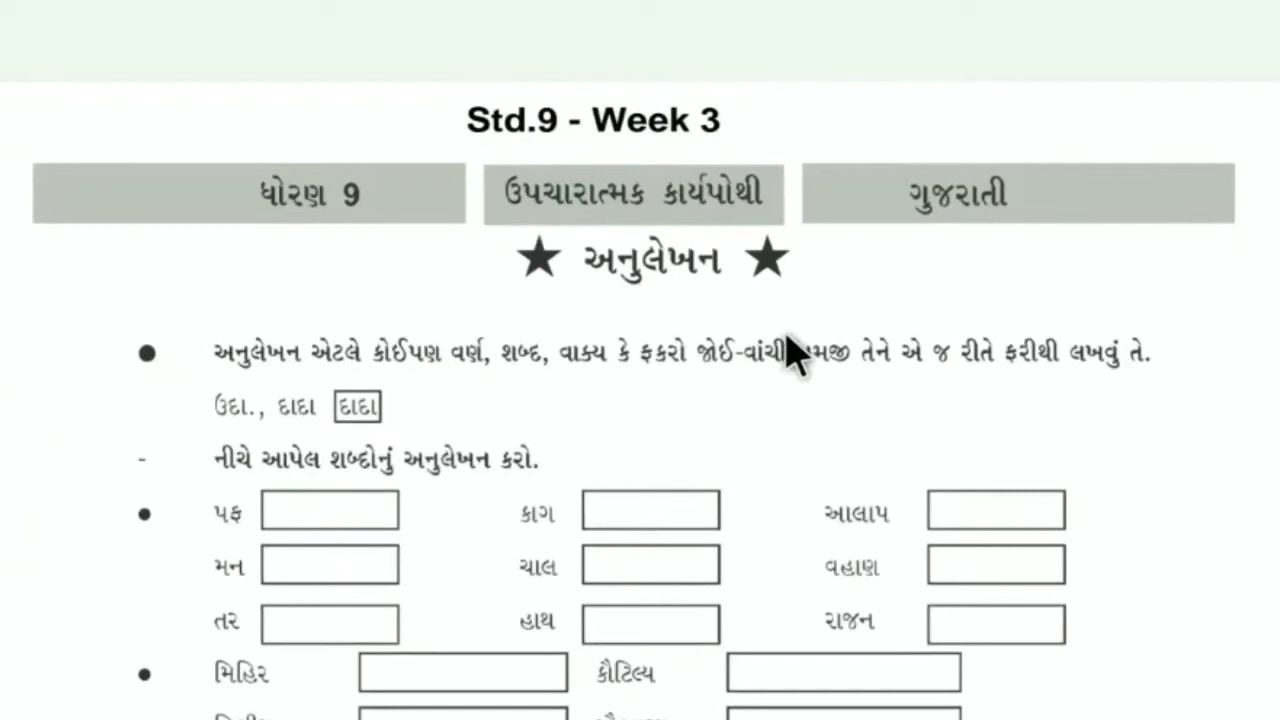 Std.9 - Week 3
ધોરણ 9 ઉપચારાત્મક કાર્યપોથી ગુજરાતી
★ અનુલેખન ★
● અનુલેખન એટલે કોઈપણ વર્ણ, શબ્દ, વાક્ય કે ફકરો જોઈ-વાંચી તેને એ જ રીતે ફરીથી લખવું તે.
ઉદા., દાદા દાદા
- નીચે આપેલ શબ્દોનું અનુલેખન કરો.
● પફ કાગ આલાપ
મન ચાલ વહાણ
તર હાથ રાજન
● મિહિર કૌટિલ્ય